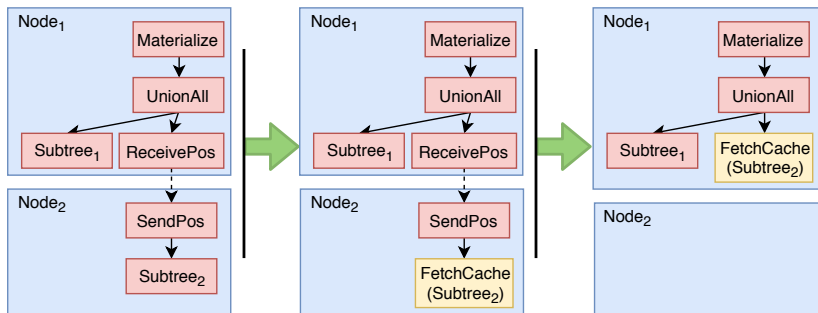 Node₁
Materialize
UnionAll
Subtree₁
ReceivePos
Node₂
SendPos
Subtree₂
Node₁
Materialize
UnionAll
Subtree₁
ReceivePos
Node₂
SendPos
FetchCache
(Subtree₂)
Node₁
Materialize
UnionAll
Subtree₁
FetchCache
(Subtree₂)
Node₂